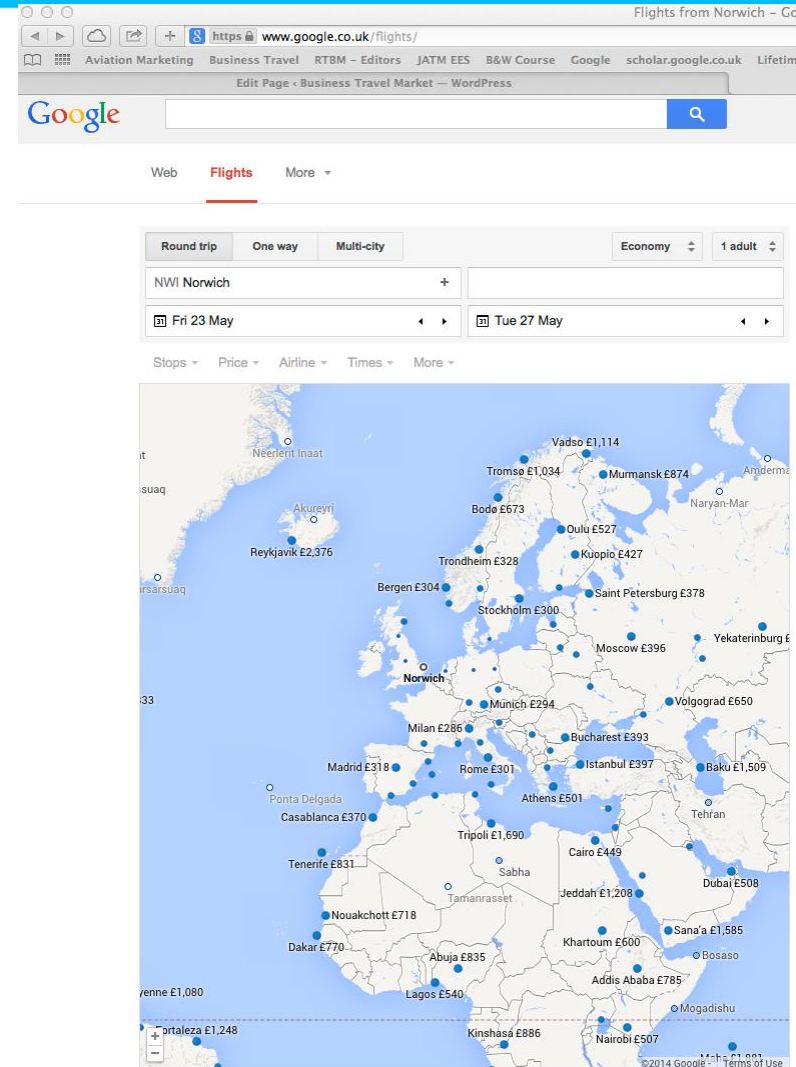 Flights from Norwich – Go
https www.google.co.uk/flights/
Aviation Marketing Business Travel RTBM – Editors JATM EES B&W Course Google scholar.google.co.uk Lifetim
Edit Page ‹ Business Travel Market — WordPress
Google
Web Flights More
Round trip One way Multi-city Economy 1 adult
NWI Norwich +
31 Fri 23 May 31 Tue 27 May
Stops Price Airline Times More
Vadso £1,114
Neerlerit Inaat
Tromsø £1,034
Murmansk £874
Amderma
Naryan-Mar
Bodø £673
Akureyri
Oulu £527
Reykjavik £2,376
Trondheim £328
Kuopio £427
Bergen £304
Saint Petersburg £378
Stockholm £300
Moscow £396
Yekaterinburg £
Norwich
Munich £294
Volgograd £650
Milan £286
Bucharest £393
Madrid £318
Rome £301
Istanbul £397
Baku £1,509
Ponta Delgada
Athens £501
Casablanca £370
Tehran
Tripoli £1,690
Cairo £449
Tenerife £831
Sabha
Dubai £508
Tamanrasset
Jeddah £1,208
Nouakchott £718
Sana'a £1,585
Dakar £770
Khartoum £600
Bosaso
Abuja £835
Addis Ababa £785
yenne £1,080
Lagos £540
Mogadishu
Fortaleza £1,248
Kinshasa £886
Nairobi £507
©2014 Google - Terms of Use